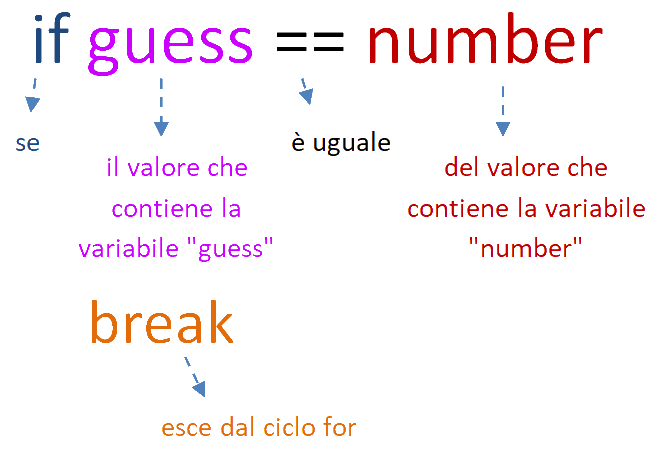 if guess == number
se
è uguale
il valore che
contiene la
variabile "guess"
del valore che
contiene la variabile
"number"
break
esce dal ciclo for